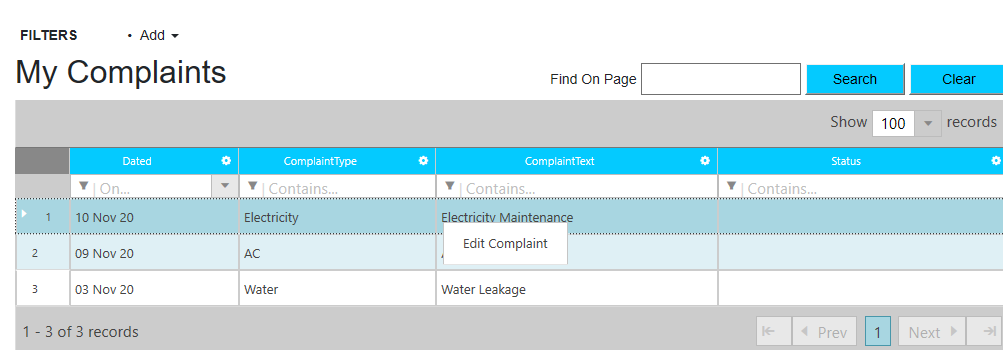 FILTERS • Add
My Complaints
Find On Page Search Clear
Show 100 records
Dated ComplaintType ComplaintText Status
On... Contains... Contains... Contains...
1 10 Nov 20 Electricity Electricity Maintenance
Edit Complaint
2 09 Nov 20 AC
3 03 Nov 20 Water Water Leakage
1 - 3 of 3 records Prev 1 Next